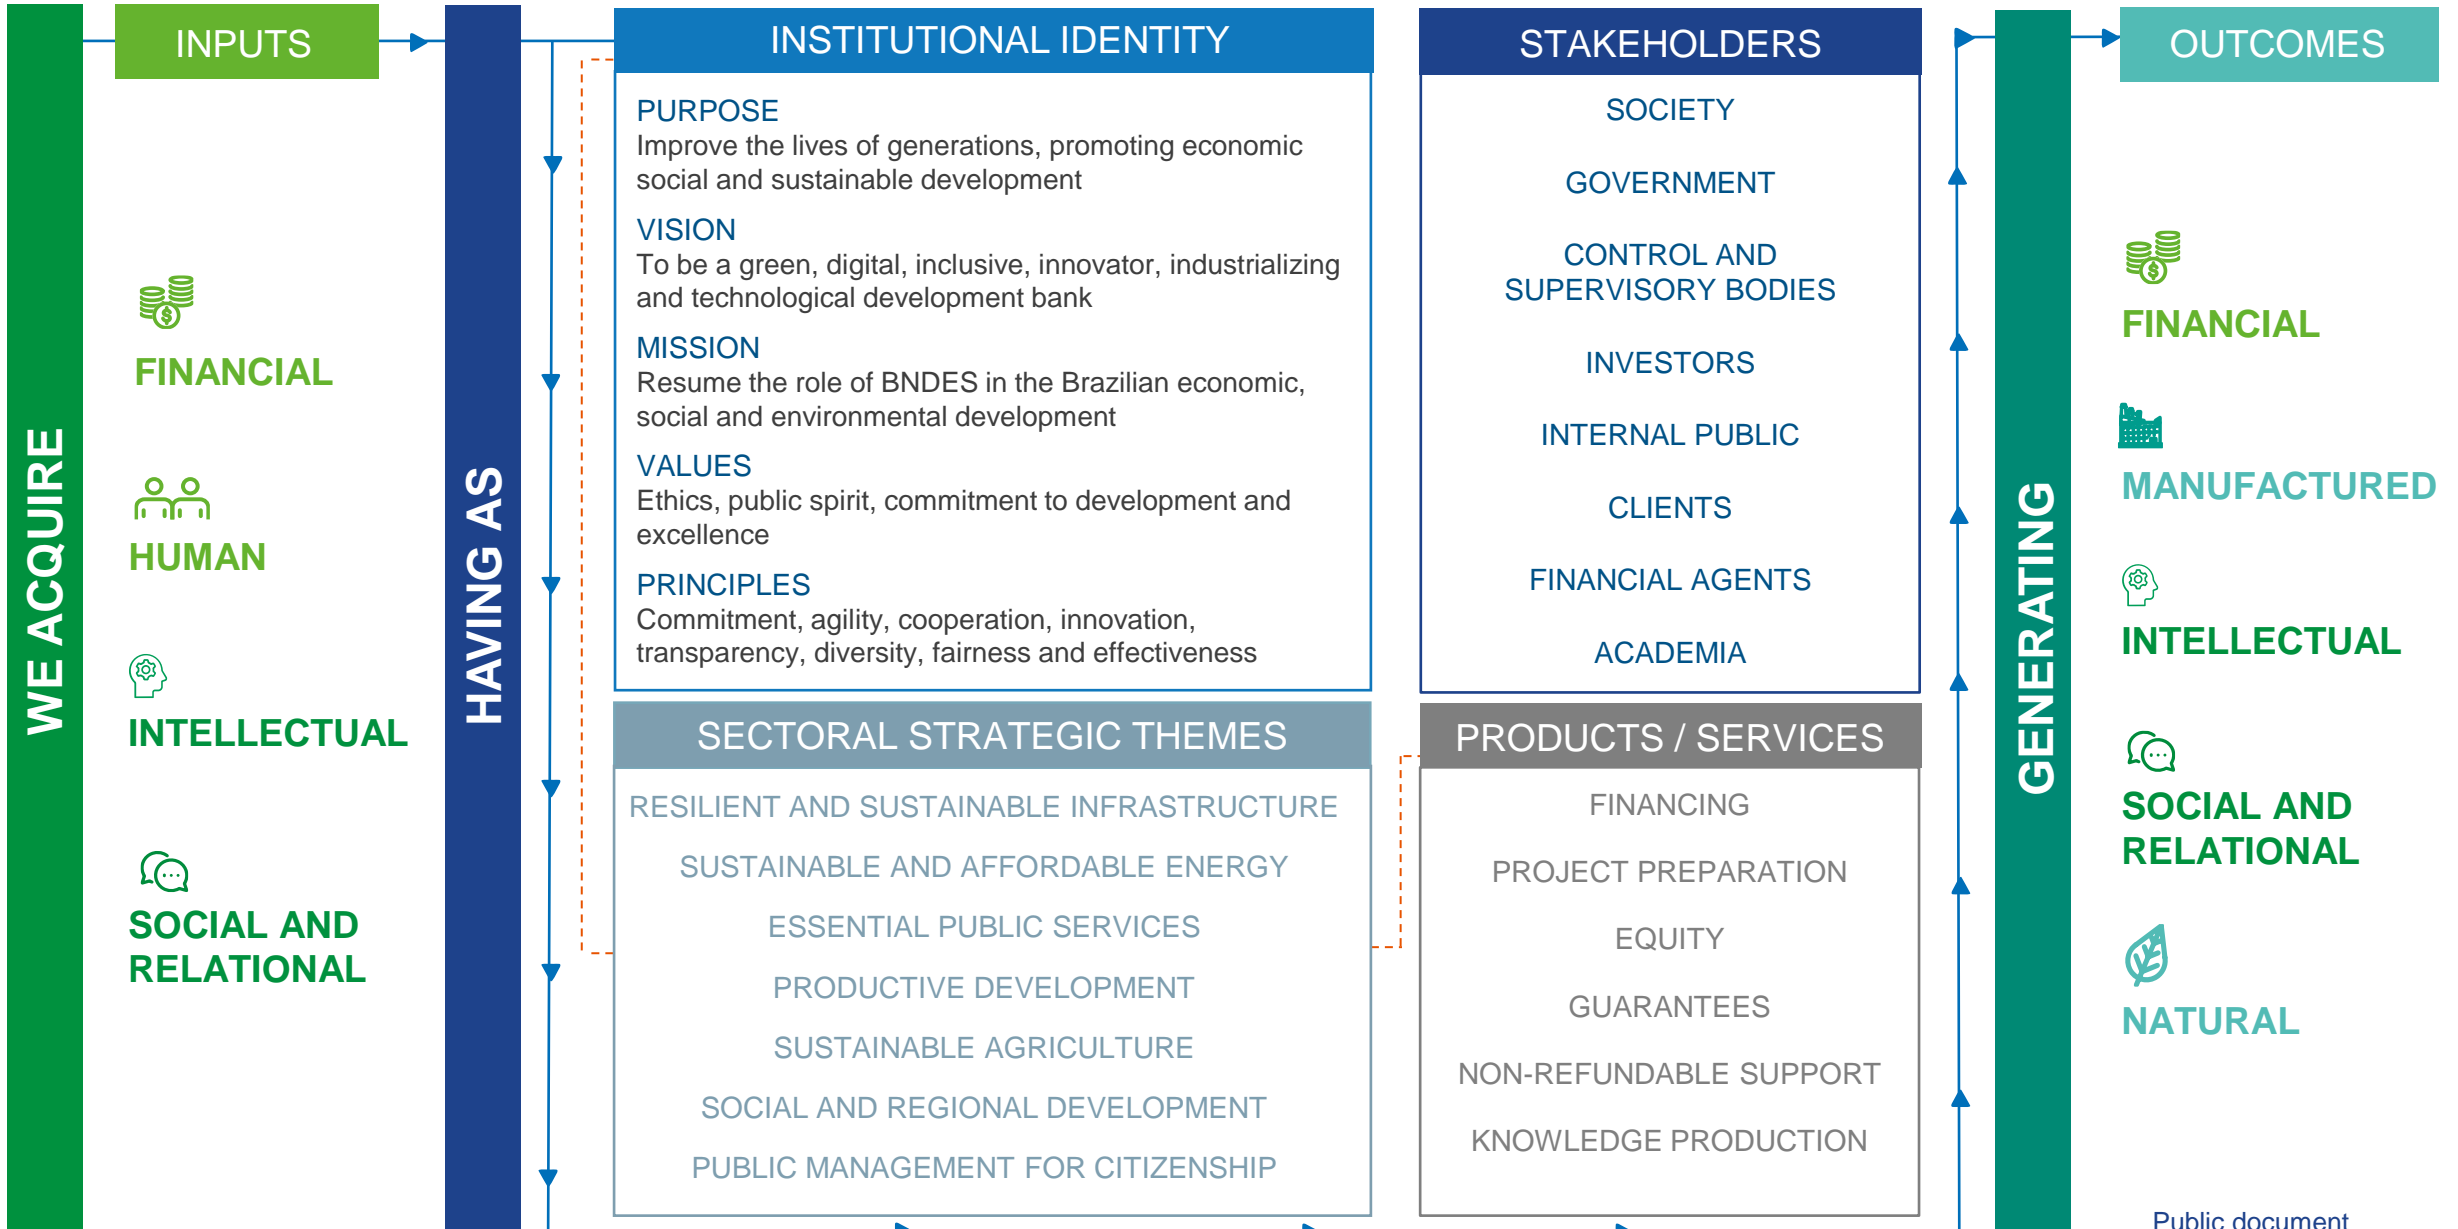 WE ACQUIRE
INPUTS
FINANCIAL
HUMAN
INTELLECTUAL
SOCIAL AND
RELATIONAL
HAVING AS
INSTITUTIONAL IDENTITY
PURPOSE
Improve the lives of generations, promoting economic
social and sustainable development
VISION
To be a green, digital, inclusive, innovator, industrializing
and technological development bank
MISSION
Resume the role of BNDES in the Brazilian economic,
social and environmental development
VALUES
Ethics, public spirit, commitment to development and
excellence
PRINCIPLES
Commitment, agility, cooperation, innovation,
transparency, diversity, fairness and effectiveness
STAKEHOLDERS
SOCIETY
GOVERNMENT
CONTROL AND
SUPERVISORY BODIES
INVESTORS
INTERNAL PUBLIC
CLIENTS
FINANCIAL AGENTS
ACADEMIA
SECTORAL STRATEGIC THEMES
RESILIENT AND SUSTAINABLE INFRASTRUCTURE
SUSTAINABLE AND AFFORDABLE ENERGY
ESSENTIAL PUBLIC SERVICES
PRODUCTIVE DEVELOPMENT
SUSTAINABLE AGRICULTURE
SOCIAL AND REGIONAL DEVELOPMENT
PUBLIC MANAGEMENT FOR CITIZENSHIP
PRODUCTS / SERVICES
FINANCING
PROJECT PREPARATION
EQUITY
GUARANTEES
NON-REFUNDABLE SUPPORT
KNOWLEDGE PRODUCTION
GENERATING
OUTCOMES
FINANCIAL
MANUFACTURED
INTELLECTUAL
SOCIAL AND
RELATIONAL
NATURAL
Public document